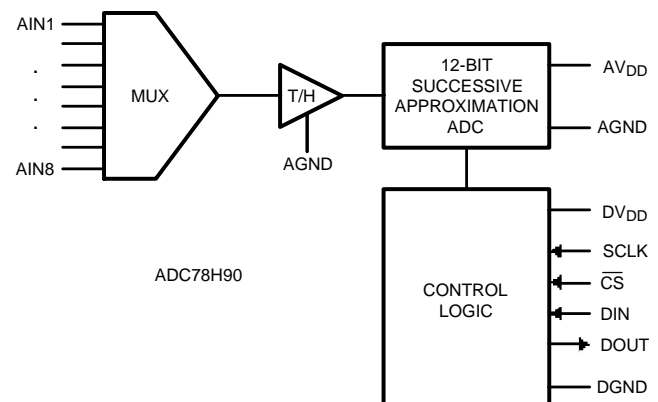 AIN1
.
.
.
AIN8
MUX
T/H
AGND
12-BIT
SUCCESSIVE
APPROXIMATION
ADC
AVDD
AGND
ADC78H90
CONTROL
LOGIC
DVDD
SCLK
C̅S̅
DIN
DOUT
DGND